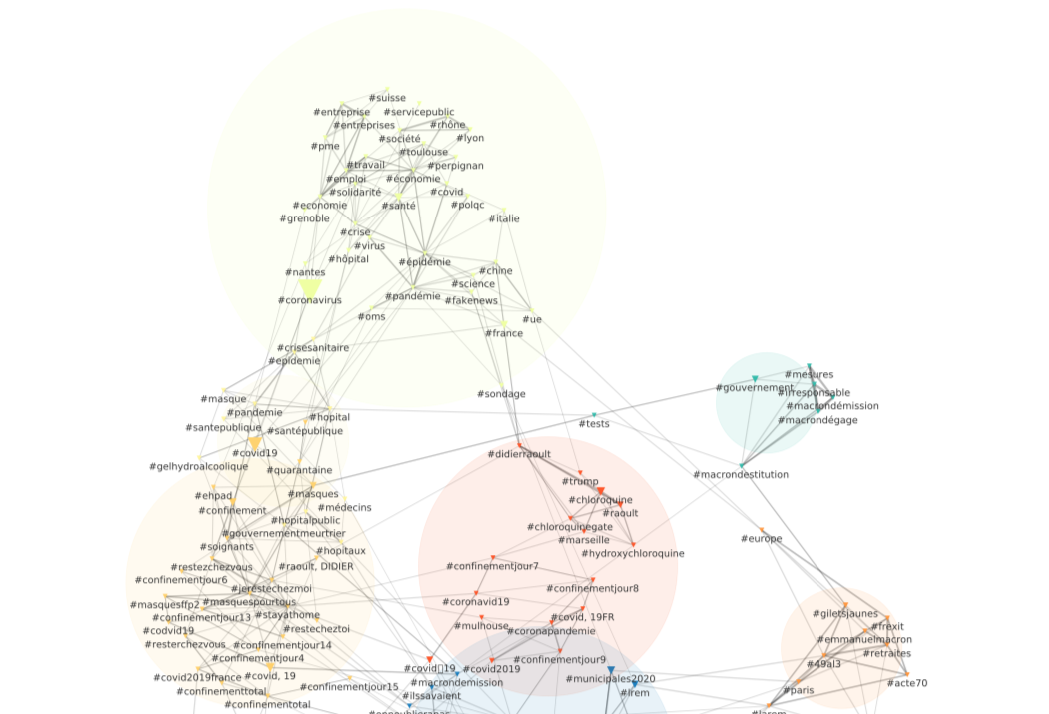 #suisse
#entreprise #servicepublic
#entreprises #rhône
#société #lyon
#pme #toulouse
#travail #perpignan
#emploi #économie
#solidarité #covid
#economie #santé #polqc
#grenoble #italie
#crise
#virus
#hôpital #épidémie
#nantes #chine
#science
#coronavirus #pandémie #fakenews
#oms #ue
#france
#crisesanitaire
#epidemie
#mesures
#gouvernement #irresponsable
#sondage
#masque #macrondémission
#pandemie #hopital
#tests #macrondégage
#santepublique #santépublique
#covid19 #didierraoult
#gelhydroalcoolique #quarantaine
#macrondestitution
#trump
#ehpad #masques
#chloroquine
#confinement #médecins
#raoult
#hopitalpublic
#chloroquinegate
#gouvernementmeurtrier
#marseille #europe
#soignants #hopitaux
#hydroxychloroquine
#restezchezvous #raoult, DIDIER
#confinementjour7
#confinementjour6
#jerestechezmoi #confinementjour8
#masquesffp2 #masquespourtous
#coronavid19
#confinementjour13 #stayathome
#covid, 19FR #giletsjaunes
#codvid19 #restecheztoi
#mulhouse #coronapandemie #frexit
#resterchezvous #confinementjour14
#emmanuelmacron
#confinementjour4 #retraites
#confinementjour9 #49al3
#covid19 #covid2019
#covid2019france #covid, 19
#macrondemission #municipales2020
#confinementjour15 #acte70
#confinementtotal #ilssavaient #lrem #paris
#confinementotal